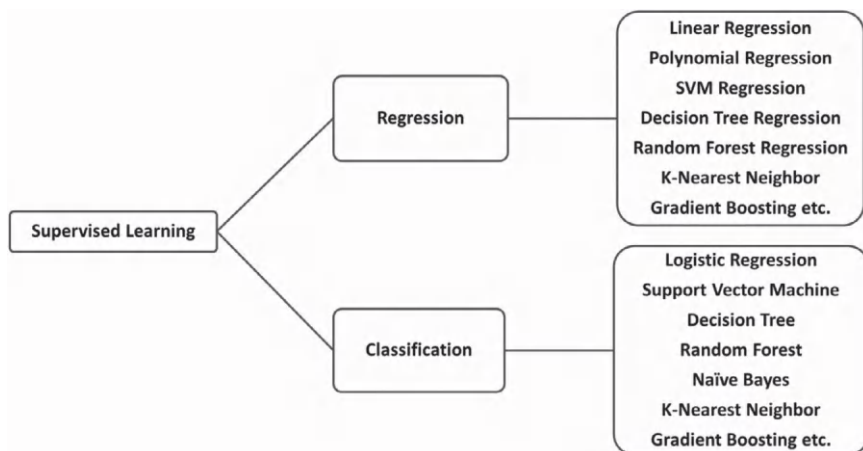 Supervised Learning
Regression
Linear Regression
Polynomial Regression
SVM Regression
Decision Tree Regression
Random Forest Regression
K-Nearest Neighbor
Gradient Boosting etc.
Classification
Logistic Regression
Support Vector Machine
Decision Tree
Random Forest
Naïve Bayes
K-Nearest Neighbor
Gradient Boosting etc.